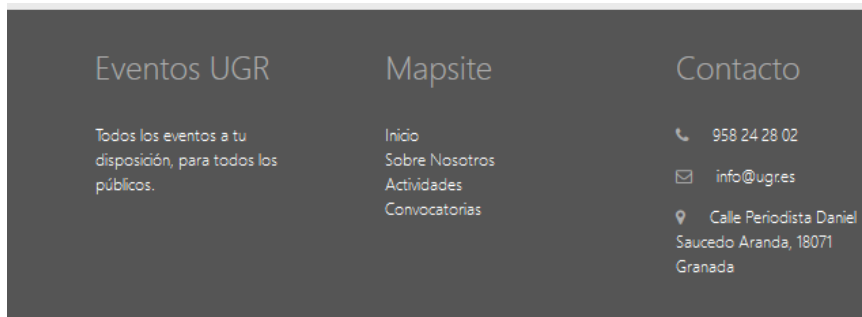 Eventos UGR
Todos los eventos a tu
disposición, para todos los
públicos.
Mapsite
Inicio
Sobre Nosotros
Actividades
Convocatorias
Contacto
958 24 28 02
info@ugr.es
Calle Periodista Daniel
Saucedo Aranda, 18071
Granada